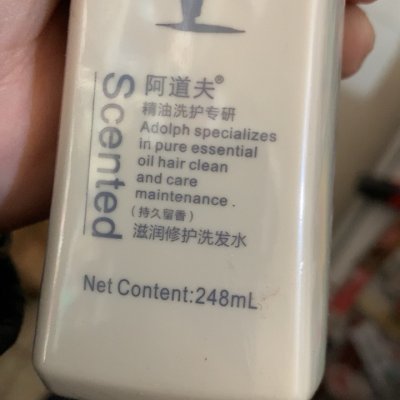 Scented
阿道夫®
精油洗护专研
Adolph specializes
in pure essential
oil hair clean
and care
maintenance .
(持久留香)
滋润修护洗发水
Net Content:248mL